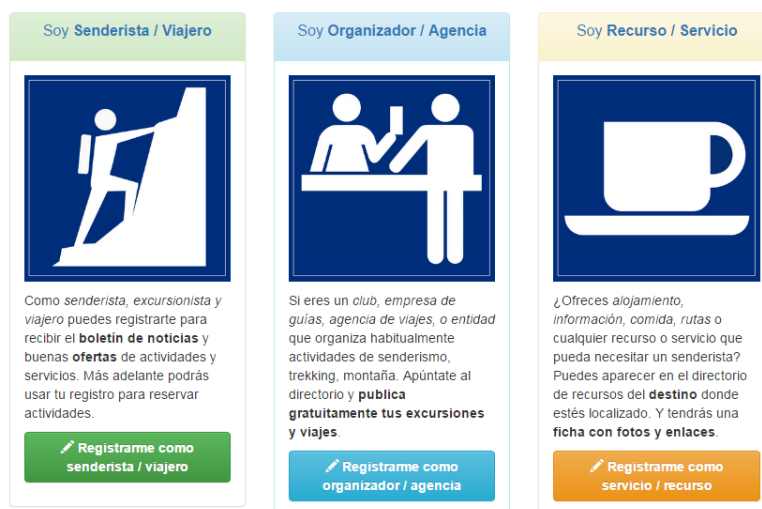 Soy Senderista / Viajero
Como senderista, excursionista y
viajero puedes registrarte para
recibir el boletín de noticias y
buenas ofertas de actividades y
servicios. Más adelante podrás
usar tu registro para reservar
actividades.
Registrarme como
senderista / viajero
Soy Organizador / Agencia
Si eres un club, empresa de
guías, agencia de viajes, o entidad
que organiza habitualmente
actividades de senderismo,
trekking, montaña. Apúntate al
directorio y publica
gratuitamente tus excursiones
y viajes.
Registrarme como
organizador / agencia
Soy Recurso / Servicio
¿Ofreces alojamiento,
información, comida, rutas o
cualquier recurso o servicio que
pueda necesitar un senderista?
Puedes aparecer en el directorio
de recursos del destino donde
estés localizado. Y tendrás una
ficha con fotos y enlaces.
Registrarme como
servicio / recurso